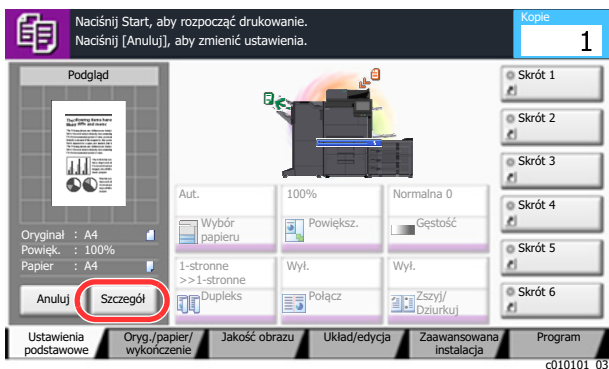 Naciśnij Start, aby rozpocząć drukowanie.
Naciśnij [Anuluj], aby zmienić ustawienia.
Kopie
1
Podgląd
Oryginał : A4
Powięk. : 100%
Papier : A4
Anuluj
Szczegół
Aut.
Wybór
papieru
100%
Powiększ.
Normalna 0
Gęstość
1-stronne
>>1-stronne
Dupleks
Wył.
Połącz
Wył.
Zszyj/
Dziurkuj
Skrót 1
Skrót 2
Skrót 3
Skrót 4
Skrót 5
Skrót 6
Ustawienia
podstawowe
Oryg./papier/
wykończenie
Jakość obrazu
Układ/edycja
Zaawansowana
instalacja
Program
c010101_03